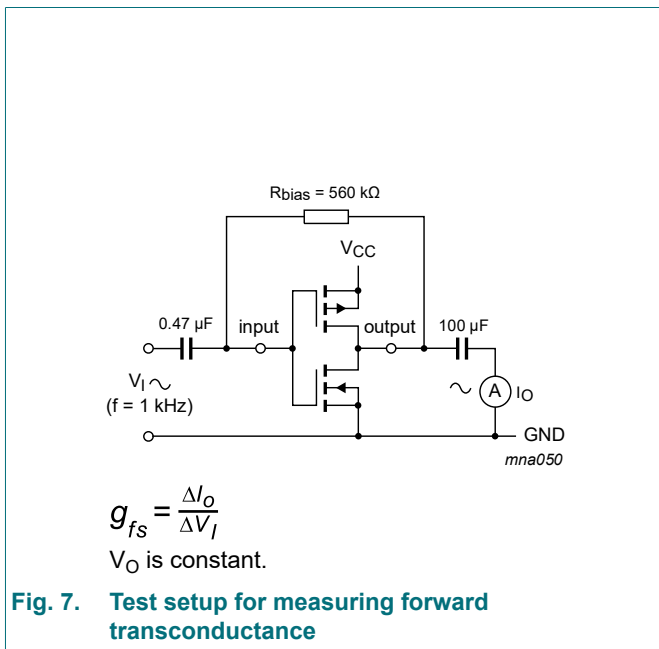 Rbias = 560 kΩ
VCC
0.47 μF
input
output
100 μF
VI
(f = 1 kHz)
A
IO
GND
mna050
gfs = ΔIo/ΔVI
VO is constant.
Fig. 7. Test setup for measuring forward
transconductance